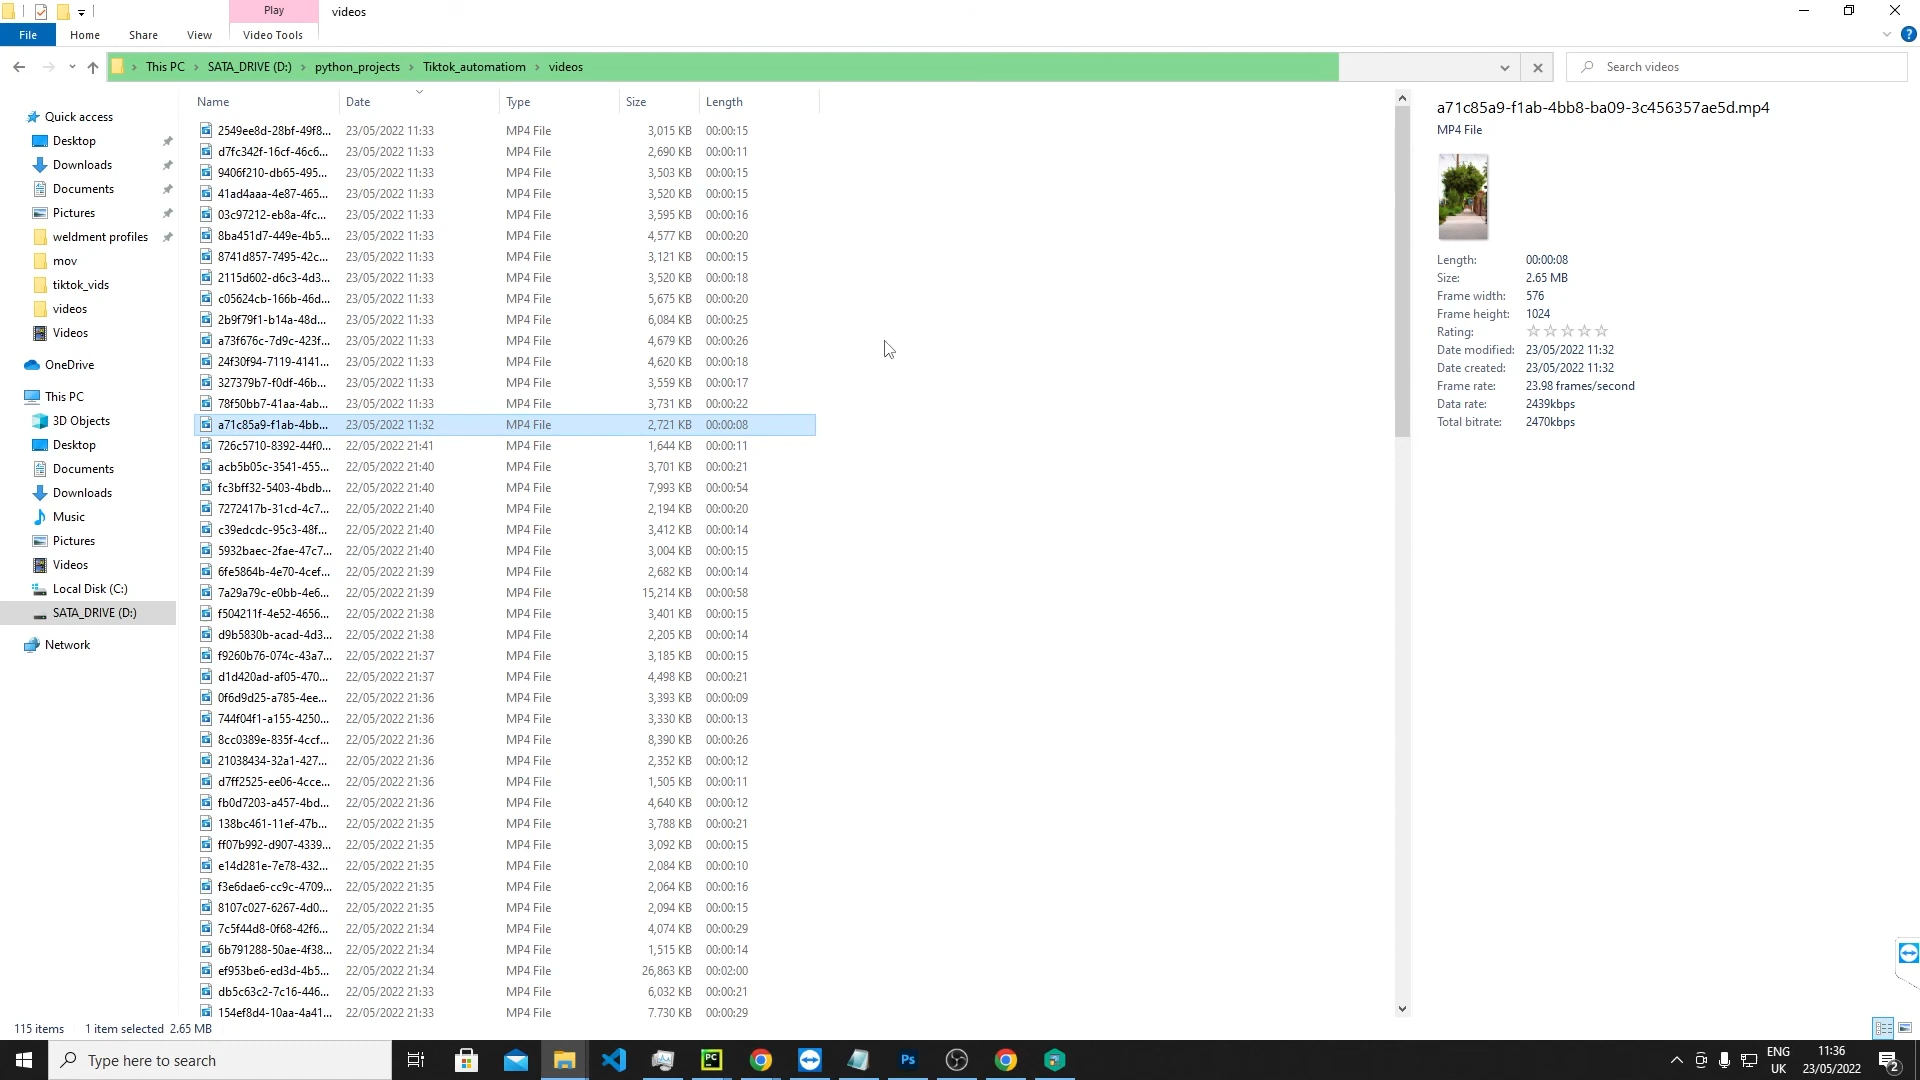 Play videos
File Home Share View Video Tools
This PC SATA_DRIVE (D:) python_projects Tiktok_automatiom videos Search videos
Name Date Type Size Length
2549ee8d-28bf-49f8... 23/05/2022 11:33 MP4 File 3,015 KB 00:00:15
d7fc342f-16cf-46c6... 23/05/2022 11:33 MP4 File 2,690 KB 00:00:11
9406f210-db65-495... 23/05/2022 11:33 MP4 File 3,503 KB 00:00:15
41ad4aaa-4e87-465... 23/05/2022 11:33 MP4 File 3,520 KB 00:00:15
03c97212-eb8a-4fc... 23/05/2022 11:33 MP4 File 3,595 KB 00:00:16
8ba451d7-449e-4b5... 23/05/2022 11:33 MP4 File 4,577 KB 00:00:20
8741d857-7495-42c... 23/05/2022 11:33 MP4 File 3,121 KB 00:00:15
2115d602-d6c3-4d3... 23/05/2022 11:33 MP4 File 3,520 KB 00:00:18
c05624cb-166b-46d... 23/05/2022 11:33 MP4 File 5,675 KB 00:00:20
2b9f79f1-b14a-48d... 23/05/2022 11:33 MP4 File 6,084 KB 00:00:25
a73f676c-7d9c-423f... 23/05/2022 11:33 MP4 File 4,679 KB 00:00:26
24f30f94-7119-4141... 23/05/2022 11:33 MP4 File 4,620 KB 00:00:18
327379b7-f0df-46b... 23/05/2022 11:33 MP4 File 3,559 KB 00:00:17
78f50bb7-41aa-4ab... 23/05/2022 11:33 MP4 File 3,731 KB 00:00:22
a71c85a9-f1ab-4bb... 23/05/2022 11:32 MP4 File 2,721 KB 00:00:08
726c5710-8392-44f0... 22/05/2022 21:41 MP4 File 1,644 KB 00:00:11
acb5b05c-3541-455... 22/05/2022 21:40 MP4 File 3,701 KB 00:00:21
fc3bff32-5403-4bdb... 22/05/2022 21:40 MP4 File 7,993 KB 00:00:54
7272417b-31cd-4c7... 22/05/2022 21:40 MP4 File 2,194 KB 00:00:20
c39edcdc-95c3-48f... 22/05/2022 21:40 MP4 File 3,412 KB 00:00:14
5932baec-2fae-47c7... 22/05/2022 21:40 MP4 File 3,004 KB 00:00:15
6fe5864b-4e70-4cef... 22/05/2022 21:39 MP4 File 2,682 KB 00:00:14
7a29a79c-e0bb-4e6... 22/05/2022 21:39 MP4 File 15,214 KB 00:00:58
f504211f-4e52-4656... 22/05/2022 21:38 MP4 File 3,401 KB 00:00:15
d9b5830b-acad-4d3... 22/05/2022 21:38 MP4 File 2,205 KB 00:00:14
f9260b76-074c-43a7... 22/05/2022 21:37 MP4 File 3,185 KB 00:00:15
d1d420ad-af05-470... 22/05/2022 21:37 MP4 File 4,498 KB 00:00:21
0f6d9d25-a785-4ee... 22/05/2022 21:36 MP4 File 3,393 KB 00:00:09
744f04f1-a155-4250... 22/05/2022 21:36 MP4 File 3,330 KB 00:00:13
8cc0389e-835f-4ccf... 22/05/2022 21:36 MP4 File 8,390 KB 00:00:26
21038434-32a1-427... 22/05/2022 21:36 MP4 File 2,352 KB 00:00:12
d7ff2525-ee06-4cce... 22/05/2022 21:36 MP4 File 1,505 KB 00:00:11
fb0d7203-a457-4bd... 22/05/2022 21:36 MP4 File 4,640 KB 00:00:12
138bc461-11ef-47b... 22/05/2022 21:35 MP4 File 3,788 KB 00:00:21
ff07b992-d907-4339... 22/05/2022 21:35 MP4 File 3,092 KB 00:00:15
e14d281e-7e78-432... 22/05/2022 21:35 MP4 File 2,084 KB 00:00:10
f3e6dae6-cc9c-4709... 22/05/2022 21:35 MP4 File 2,064 KB 00:00:16
8107c027-6267-4d0... 22/05/2022 21:35 MP4 File 2,094 KB 00:00:15
7c5f44d8-0f68-42f6... 22/05/2022 21:34 MP4 File 4,074 KB 00:00:29
6b791288-50ae-4f38... 22/05/2022 21:34 MP4 File 1,515 KB 00:00:14
ef953be6-ed3d-4b5... 22/05/2022 21:34 MP4 File 26,863 KB 00:02:00
db5c63c2-7c16-446... 22/05/2022 21:33 MP4 File 6,032 KB 00:00:21
154ef8d4-10aa-4a41... 22/05/2022 21:33 MP4 File 7,730 KB 00:00:29
Quick access
Desktop
Downloads
Documents
Pictures
weldment profiles
mov
tiktok_vids
videos
Videos
OneDrive
This PC
3D Objects
Desktop
Documents
Downloads
Music
Pictures
Videos
Local Disk (C:)
SATA_DRIVE (D:)
Network
a71c85a9-f1ab-4bb8-ba09-3c456357ae5d.mp4
MP4 File
Length: 00:00:08
Size: 2.65 MB
Frame width: 576
Frame height: 1024
Rating:
Date modified: 23/05/2022 11:32
Date created: 23/05/2022 11:32
Frame rate: 23.98 frames/second
Data rate: 2439kbps
Total bitrate: 2470kbps
115 items 1 item selected 2.65 MB
Type here to search
PC
Ps
ENG
UK
11:36
23/05/2022
2